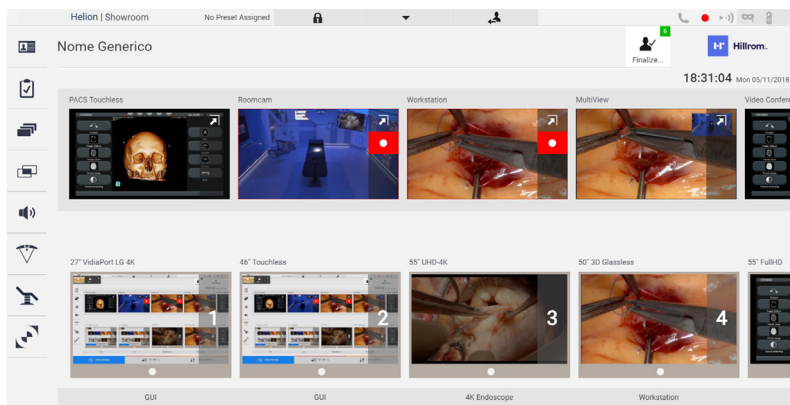 Helion | Showroom
No Preset Assigned
Nome Generico
6
Finalize...
H Hillrom.
18:31:04 Mon 05/11/2018
PACS Touchless
Roomcam
Workstation
MultiView
Video Confere
27" VidiaPort LG 4K
46" Touchless
55" UHD-4K
50" 3D Glassless
55" FullHD
1
2
3
4
GUI
GUI
4K Endoscope
Workstation